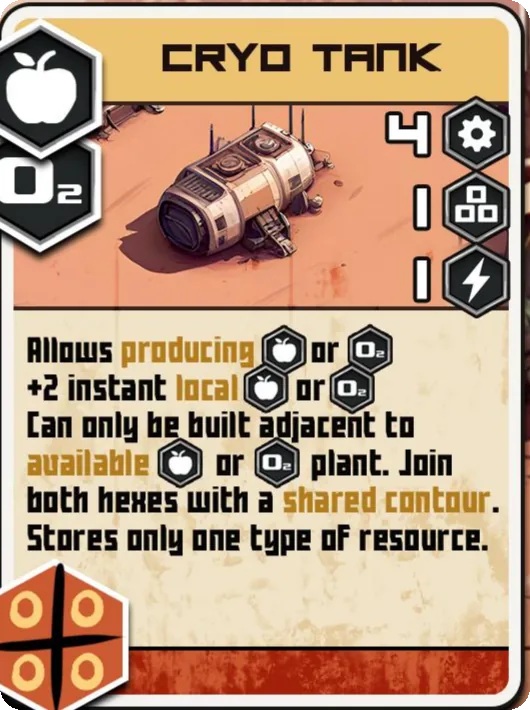 CRYO TANK
O2
4
1
1
Allows producing or O2
+2 instant local or O2
Can only be built adjacent to
available or O2 plant. Join
both hexes with a shared contour.
Stores only one type of resource.